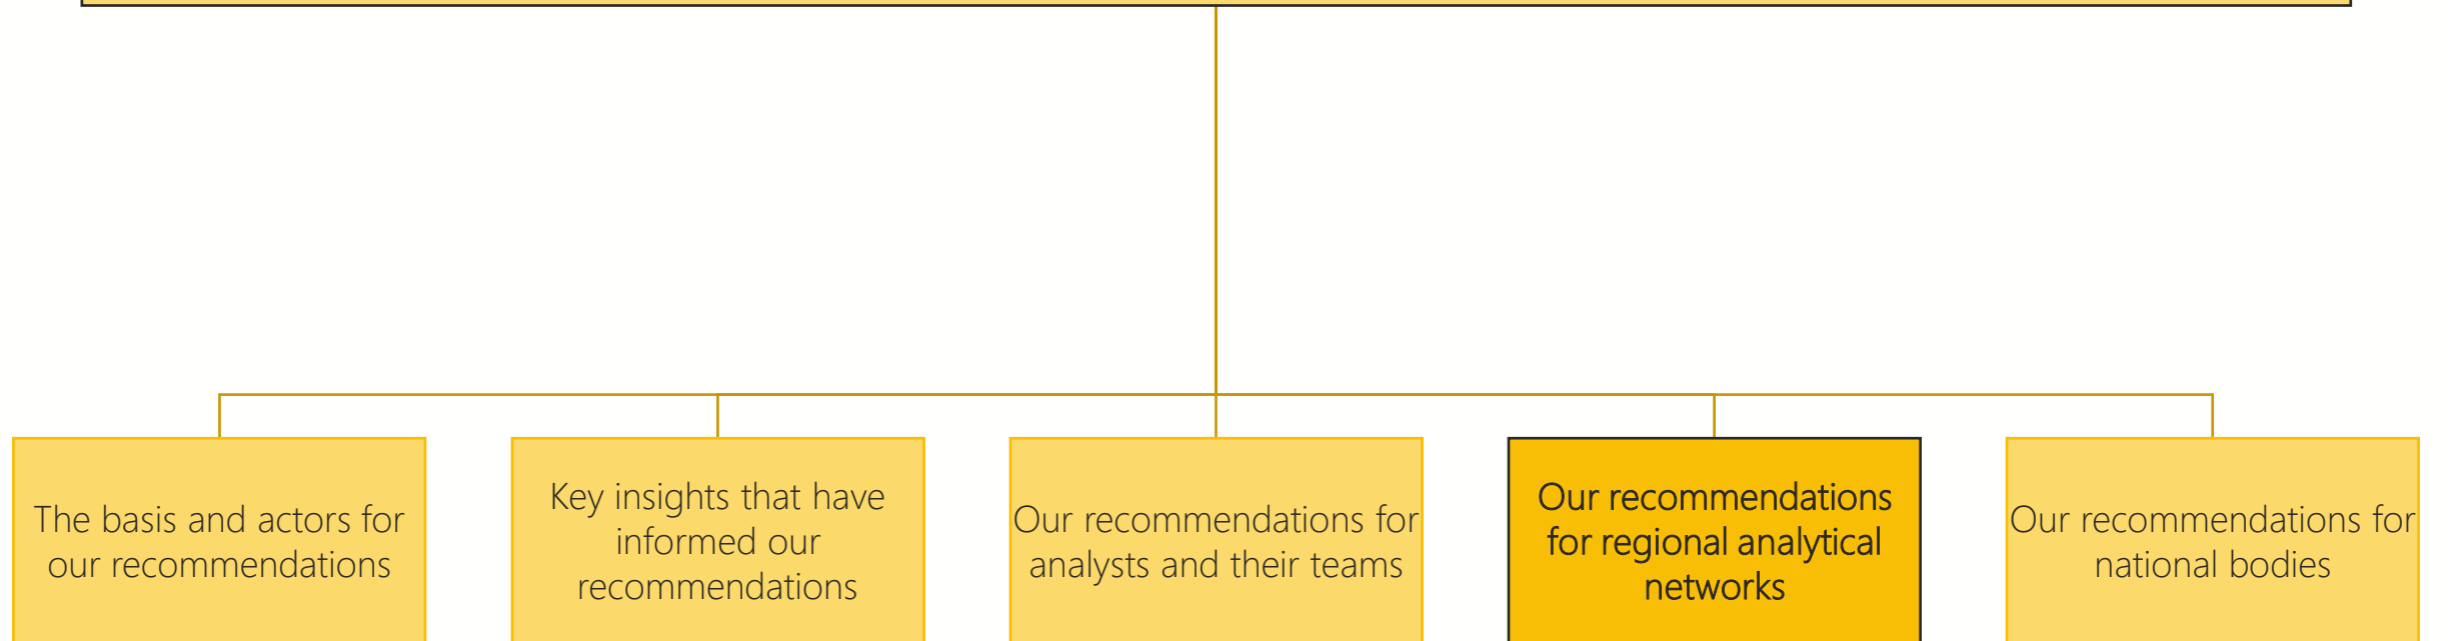 The basis and actors for
our recommendations
Key insights that have
informed our
recommendations
Our recommendations for
analysts and their teams
Our recommendations
for regional analytical
networks
Our recommendations for
national bodies